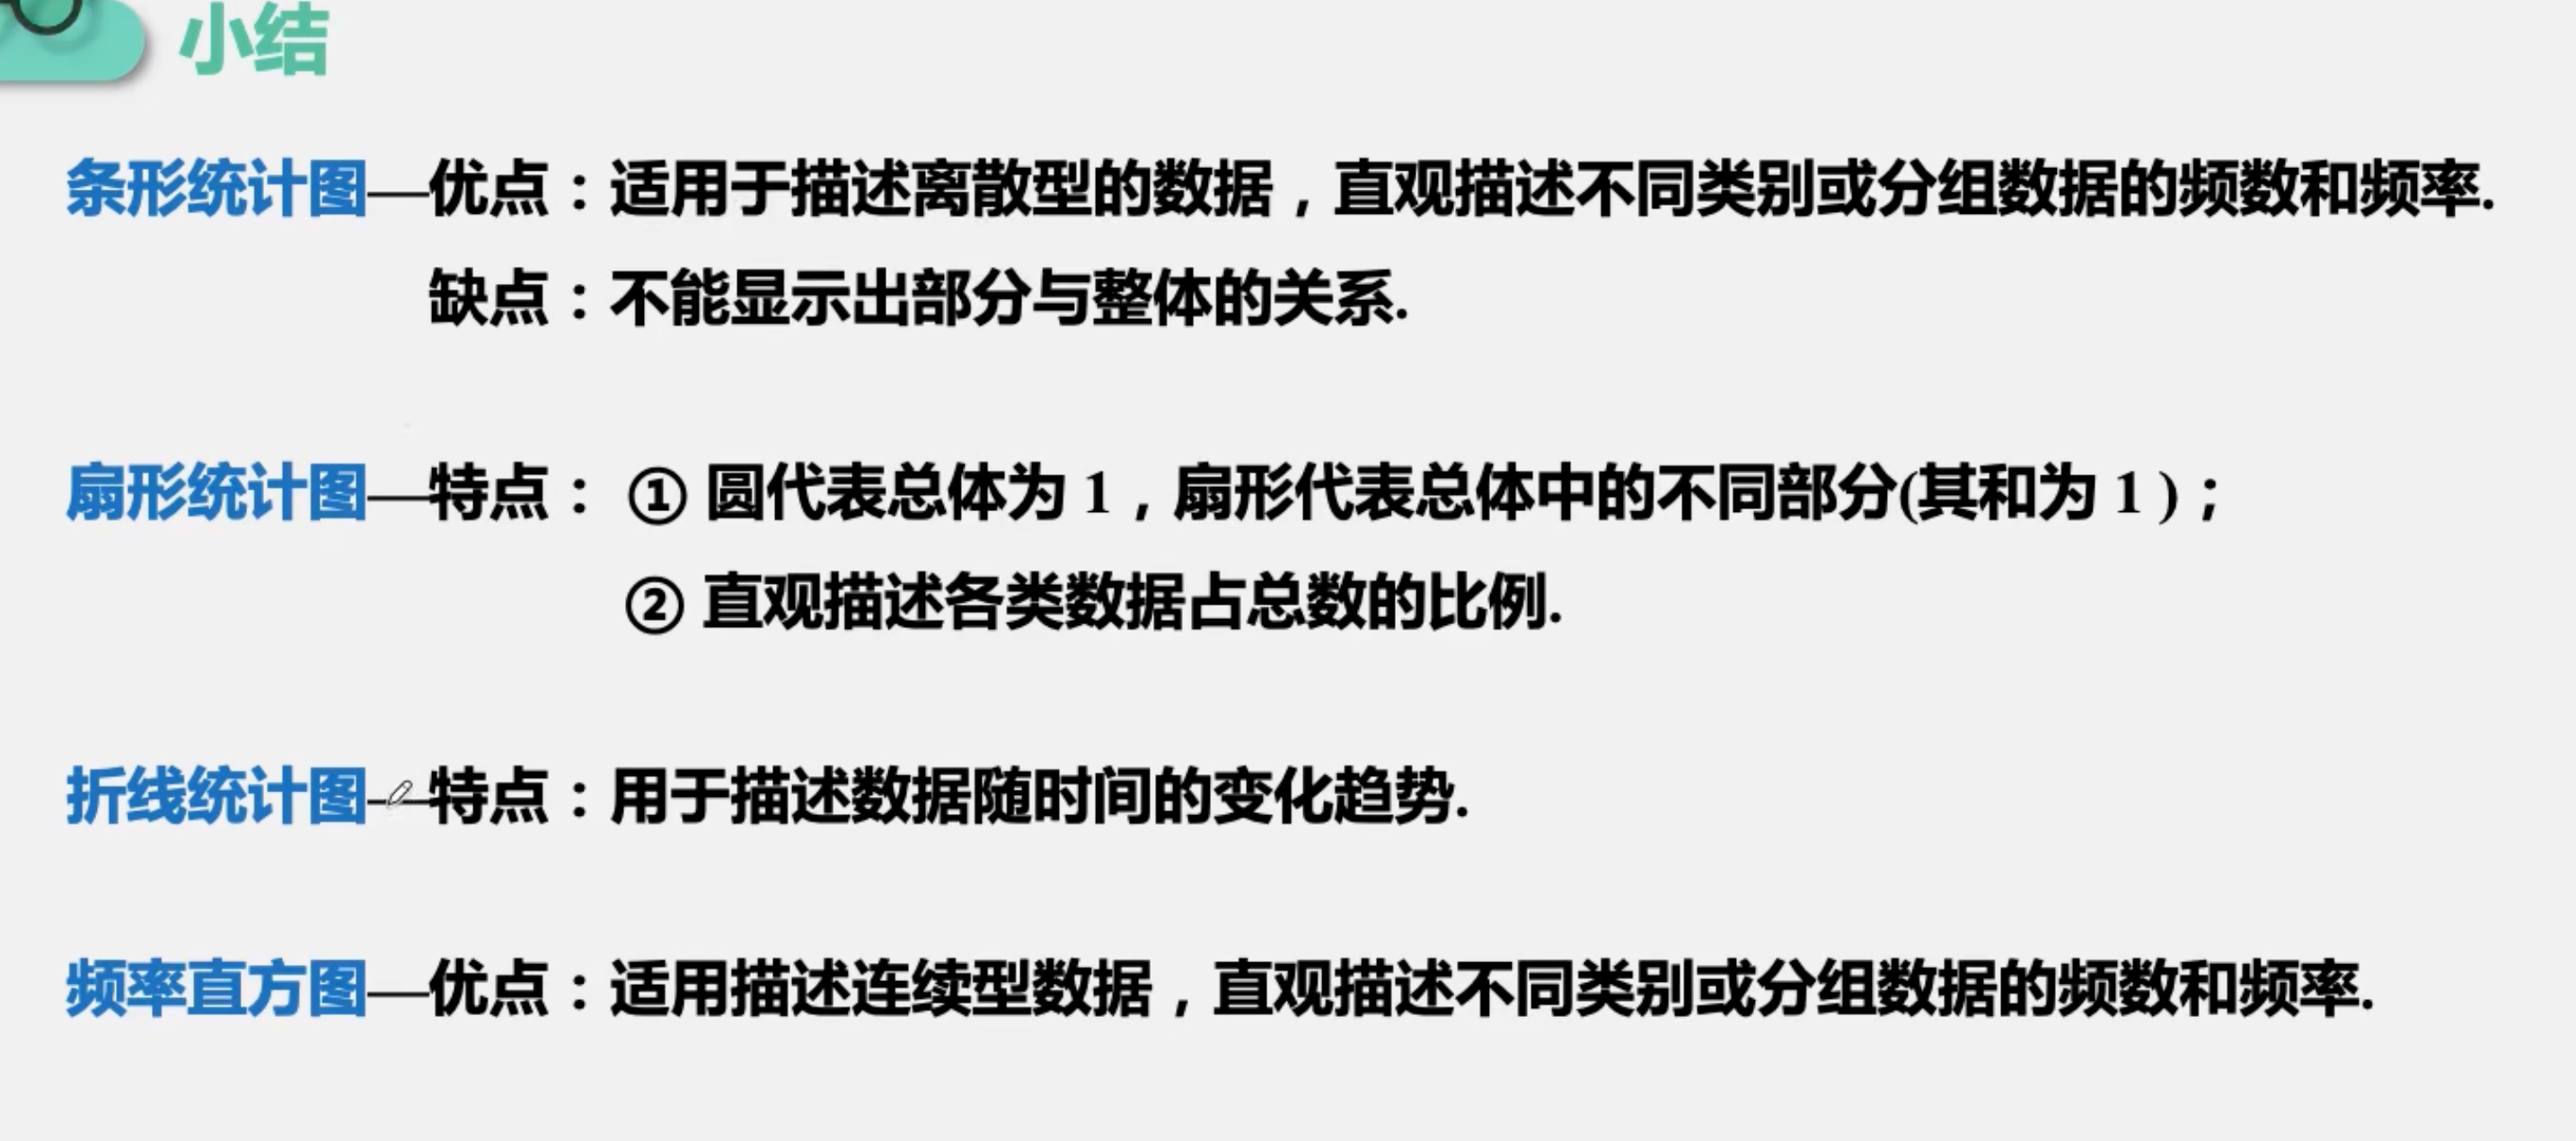 小结
条形统计图—优点：适用于描述离散型的数据，直观描述不同类别或分组数据的频数和频率.
缺点：不能显示出部分与整体的关系.
扇形统计图—特点：① 圆代表总体为 1，扇形代表总体中的不同部分(其和为 1 )；
② 直观描述各类数据占总数的比例.
折线统计图—特点：用于描述数据随时间的变化趋势.
频率直方图—优点：适用描述连续型数据，直观描述不同类别或分组数据的频数和频率.